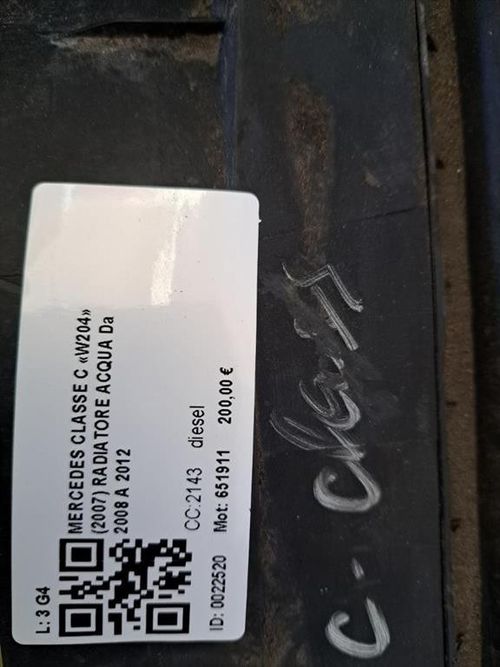 L: 3 G4
MERCEDES CLASSE C «W204»
(2007) RADIATORE ACQUA Da
2008 A 2012
CC:2143 diesel
ID: 0022520 Mot: 651911 200,00 €
C - Class